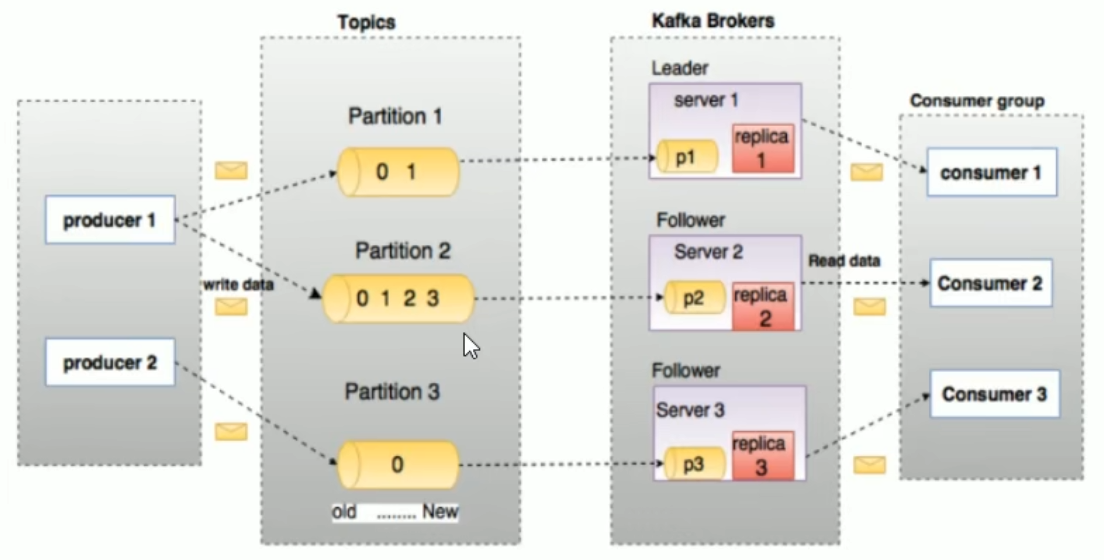 Topics
Kafka Brokers
Leader
server 1
Partition 1
p1
replica
1
0 1
Consumer group
consumer 1
producer 1
Follower
Server 2
Partition 2
write data
0 1 2 3
p2
replica
2
Read data
Consumer 2
producer 2
Follower
Server 3
Partition 3
p3
replica
3
Consumer 3
0
old ........ New